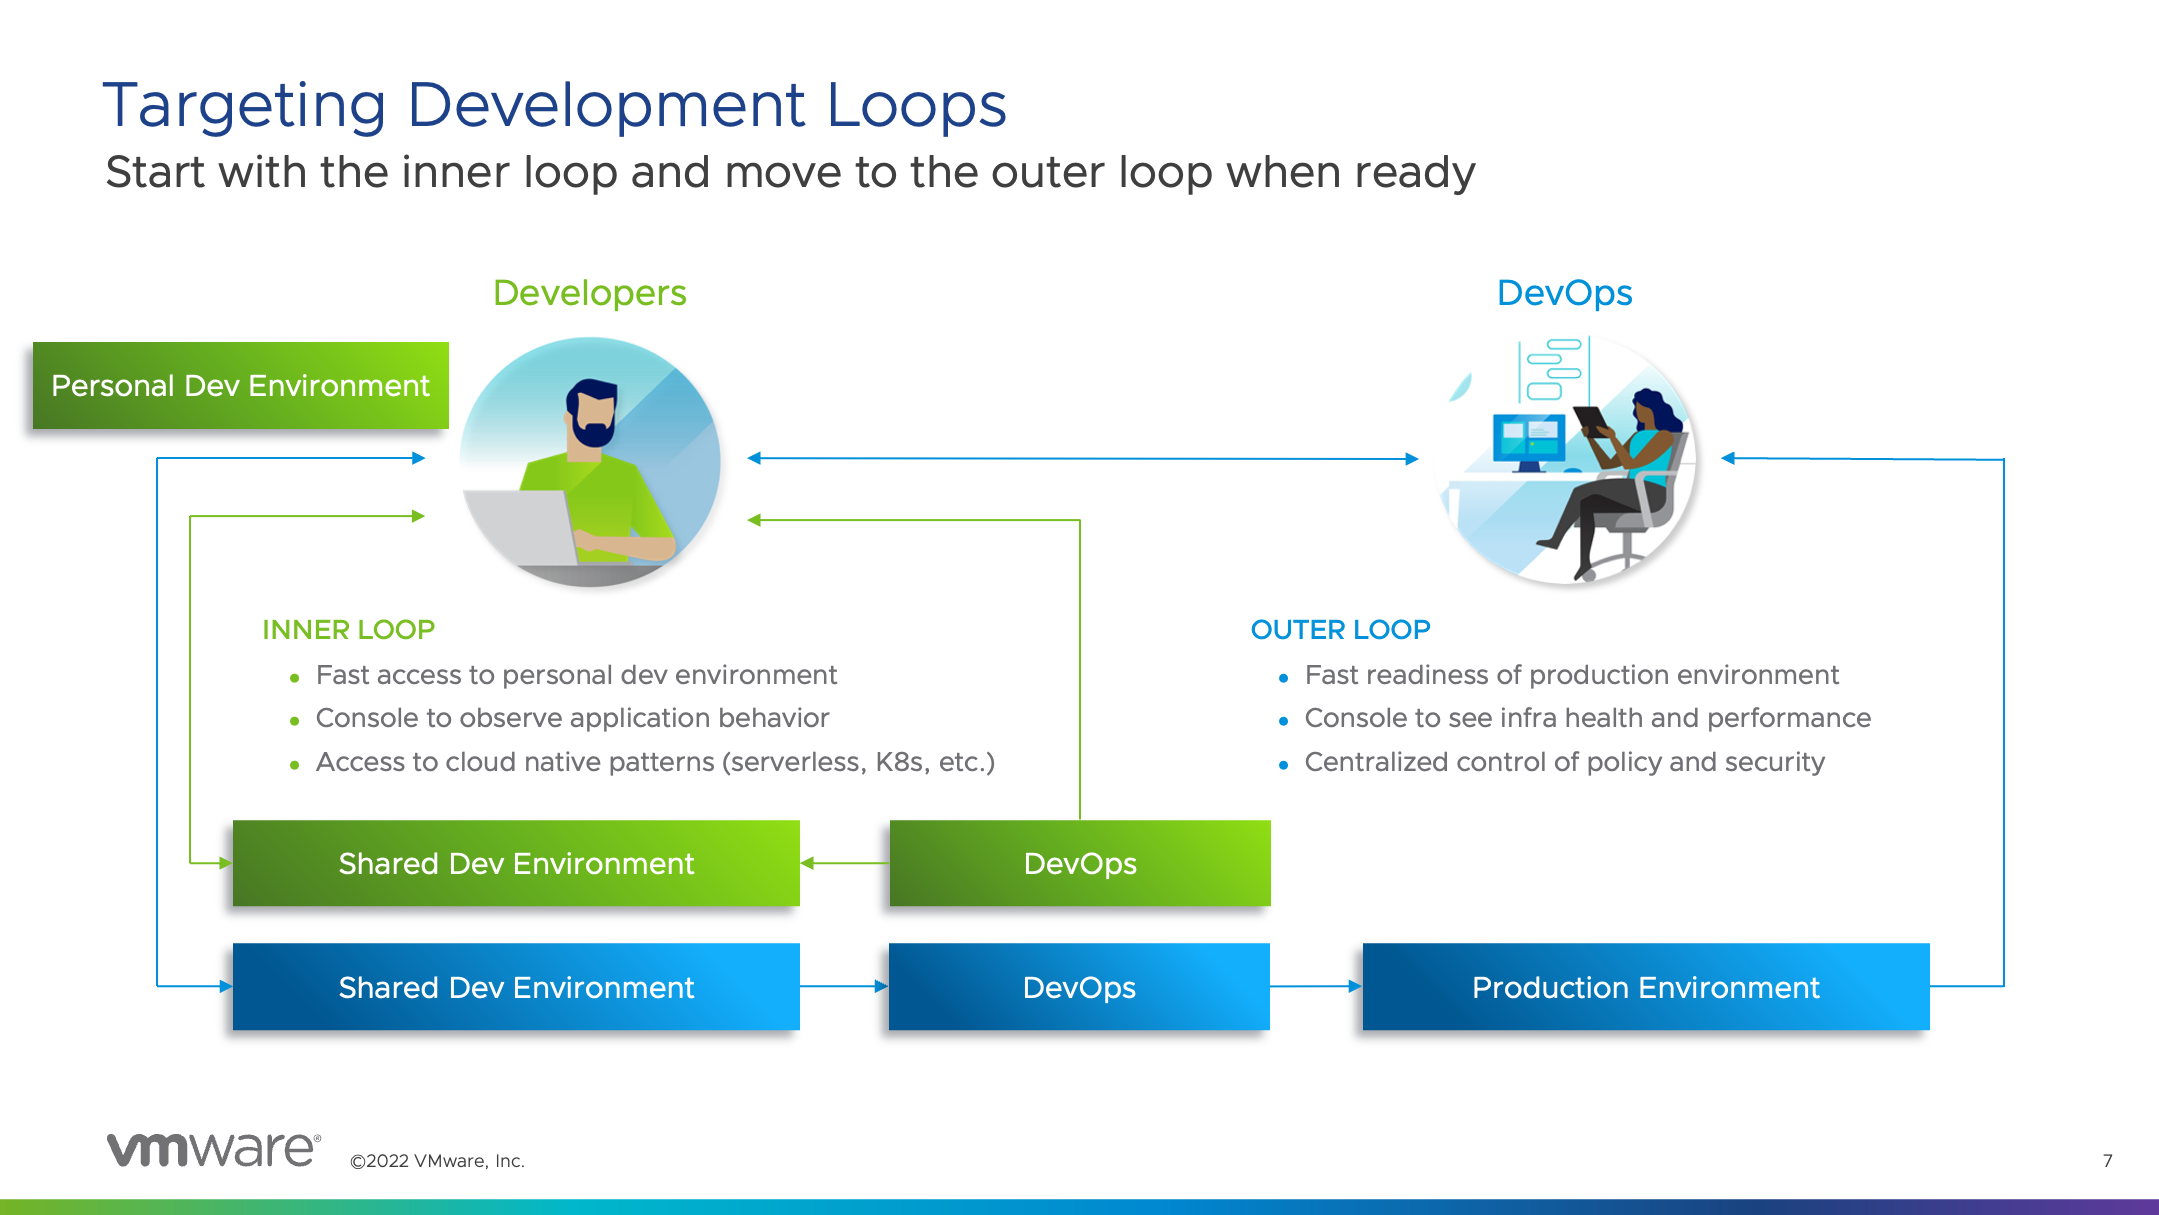 Targeting Development Loops
Start with the inner loop and move to the outer loop when ready
Developers
DevOps
Personal Dev Environment
INNER LOOP
• Fast access to personal dev environment
• Console to observe application behavior
• Access to cloud native patterns (serverless, K8s, etc.)
OUTER LOOP
• Fast readiness of production environment
• Console to see infra health and performance
• Centralized control of policy and security
Shared Dev Environment
DevOps
Shared Dev Environment
DevOps
Production Environment
vmware®
©2022 VMware, Inc.
7